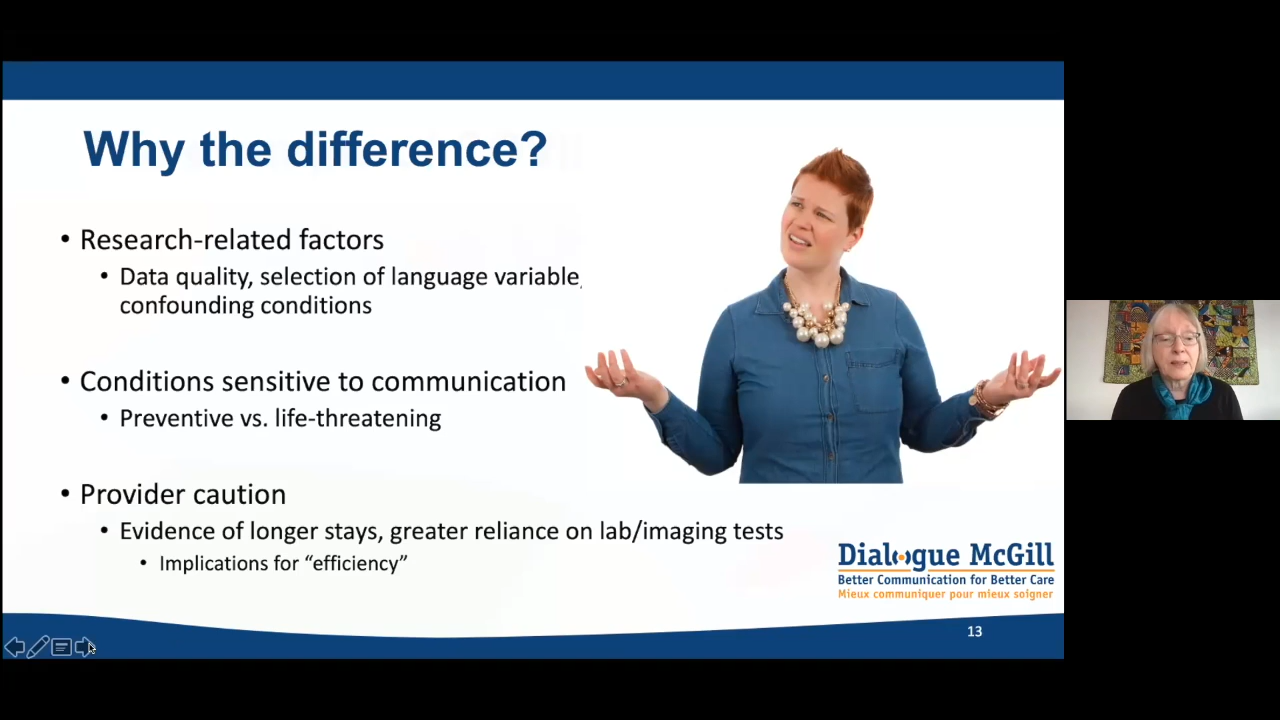 Why the difference?
• Research-related factors
• Data quality, selection of language variable,
confounding conditions
• Conditions sensitive to communication
• Preventive vs. life-threatening
• Provider caution
• Evidence of longer stays, greater reliance on lab/imaging tests
• Implications for “efficiency”
Dialogue McGill
Better Communication for Better Care
Mieux communiquer pour mieux soigner
13